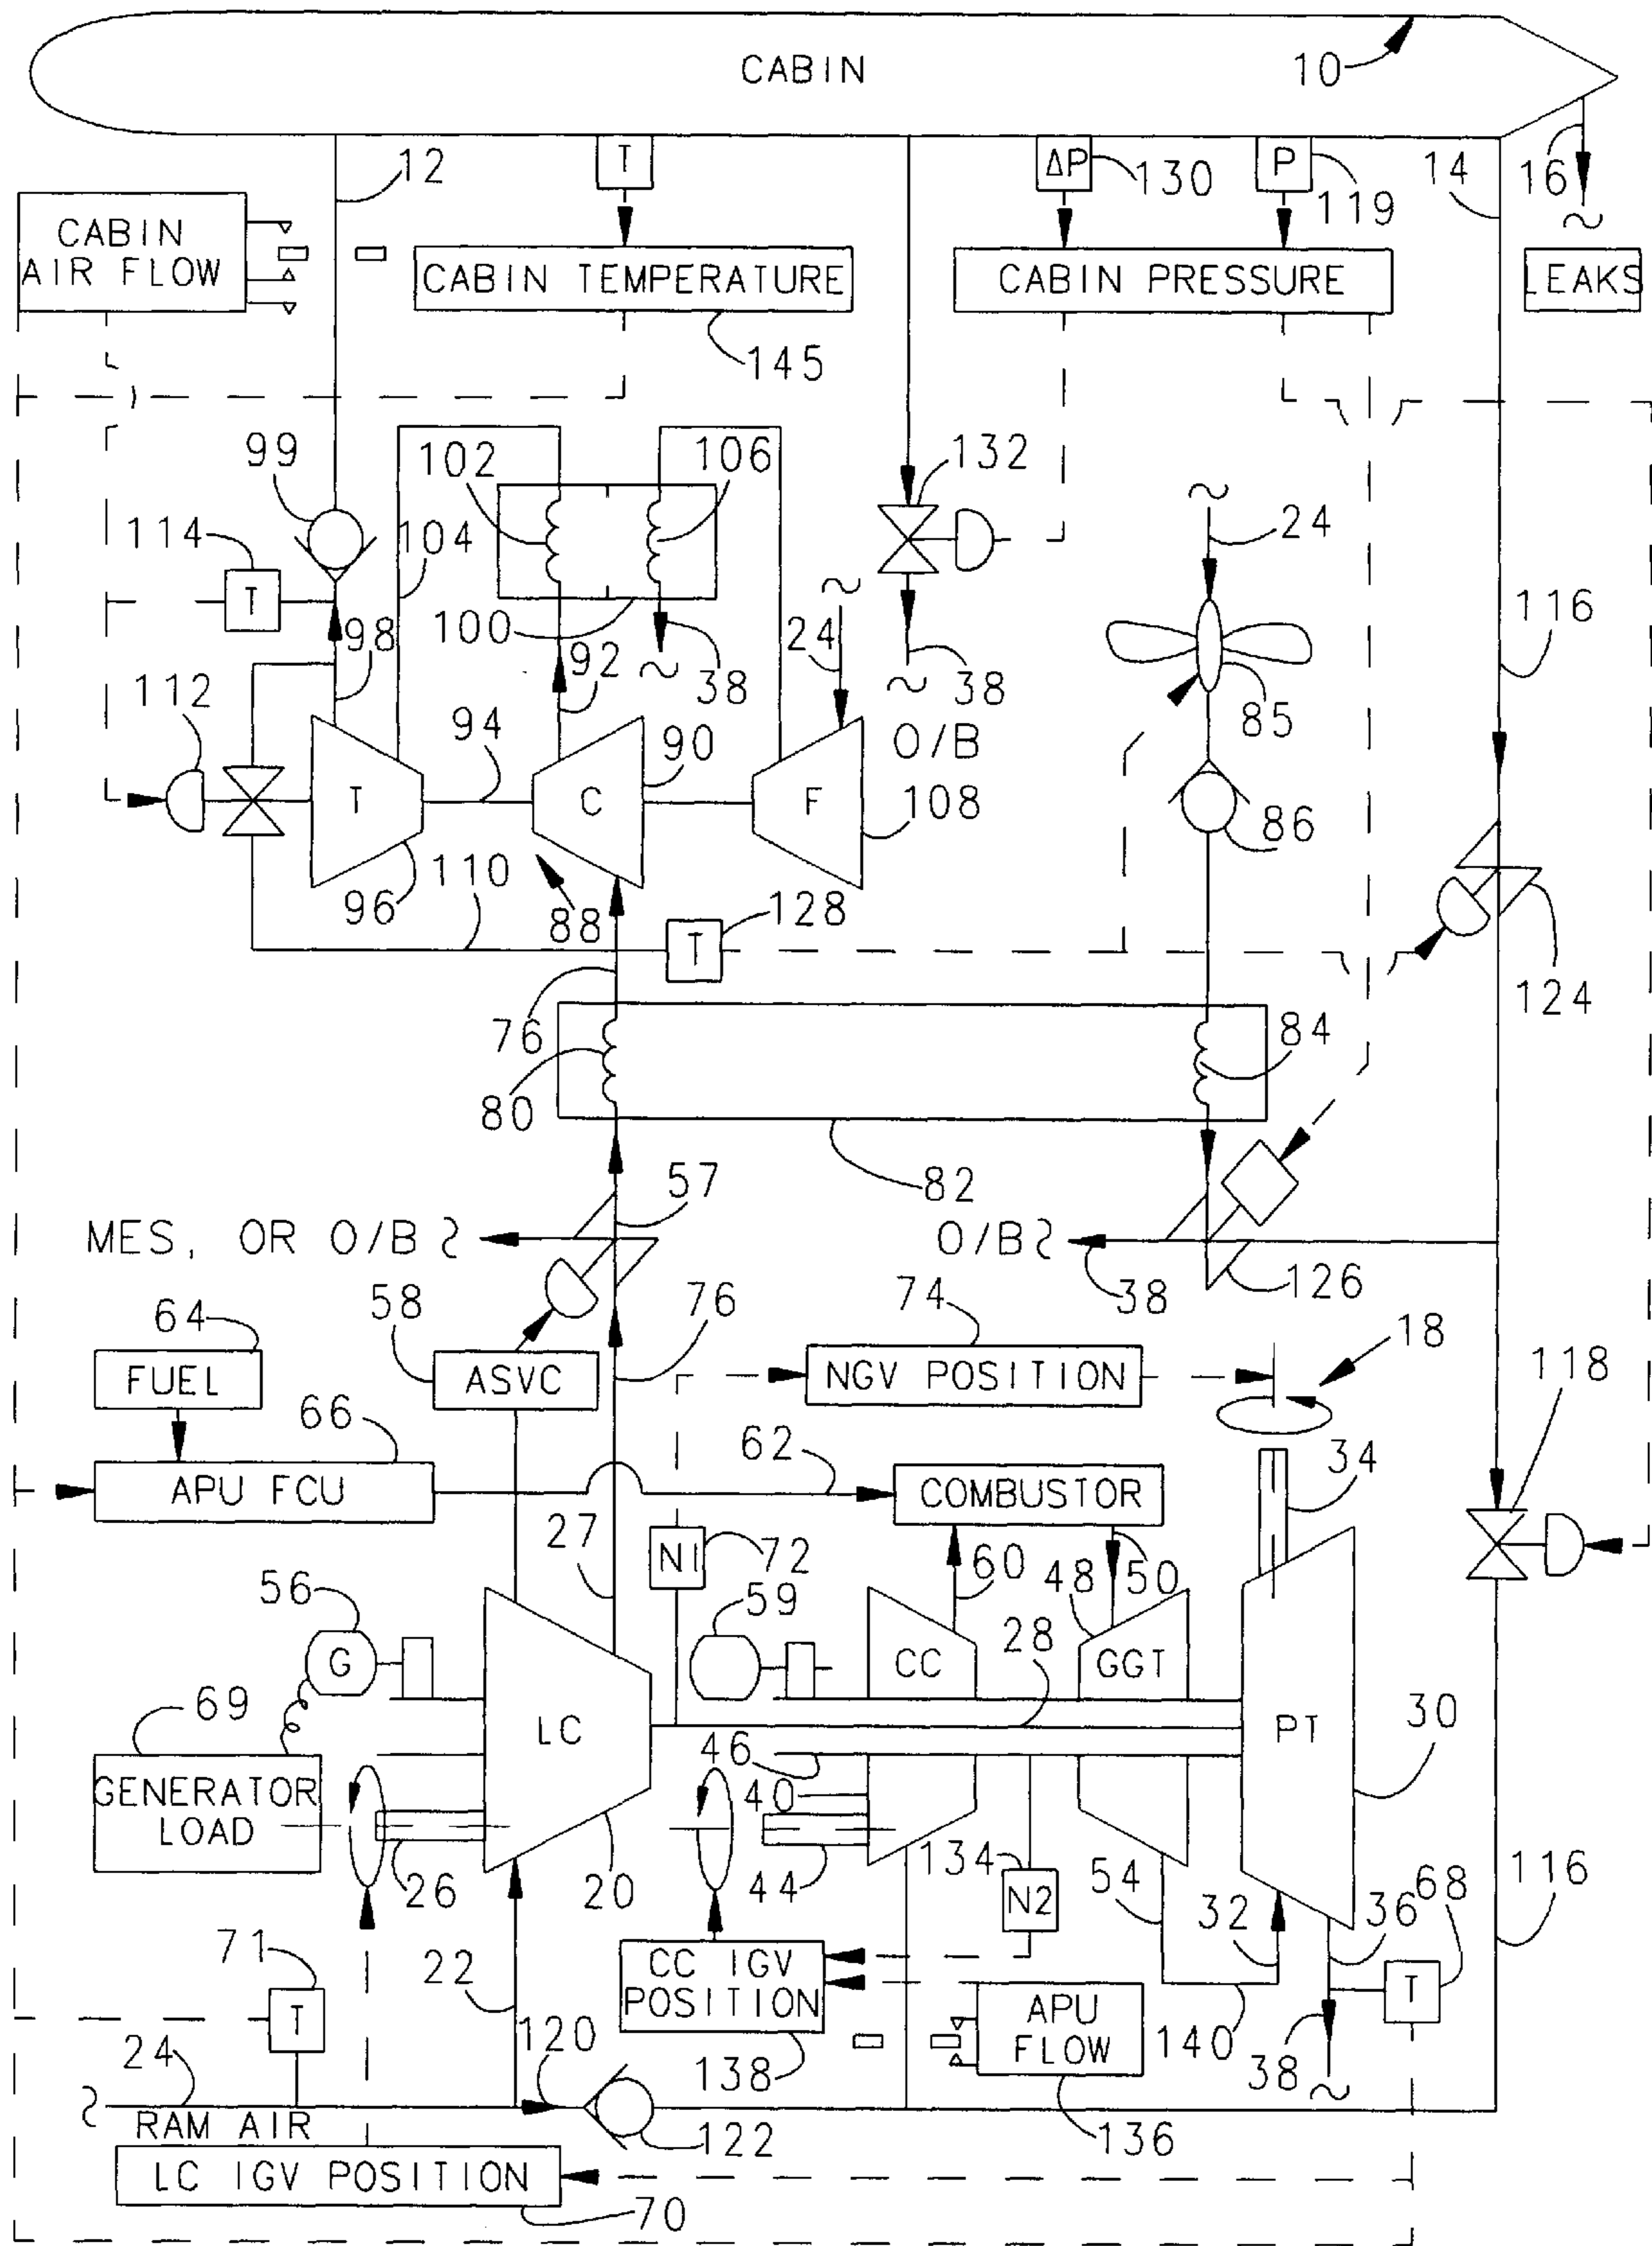 CABIN
10
12
T
ΔP
130
P
119
14
16
CABIN
AIR FLOW
CABIN TEMPERATURE
CABIN PRESSURE
LEAKS
145
99
102
106
132
24
114
104
T
100
98
92
38
24
38
116
85
112
94
90
O/B
T
C
F
108
86
96
110
88
T
128
124
76
80
84
82
57
MES, OR O/B
O/B
38
126
58
76
74
64
18
FUEL
ASVC
NGV POSITION
118
66
62
34
APU FCU
COMBUSTOR
27
N1
72
60
48
50
56
59
28
G
CC
GGT
69
LC
PT
30
46
GENERATOR
LOAD
40
26
20
44
134
N2
54
32
36
68
116
71
22
CC IGV
POSITION
T
APU
FLOW
T
24
120
138
140
38
RAM AIR
122
136
LC IGV POSITION
70